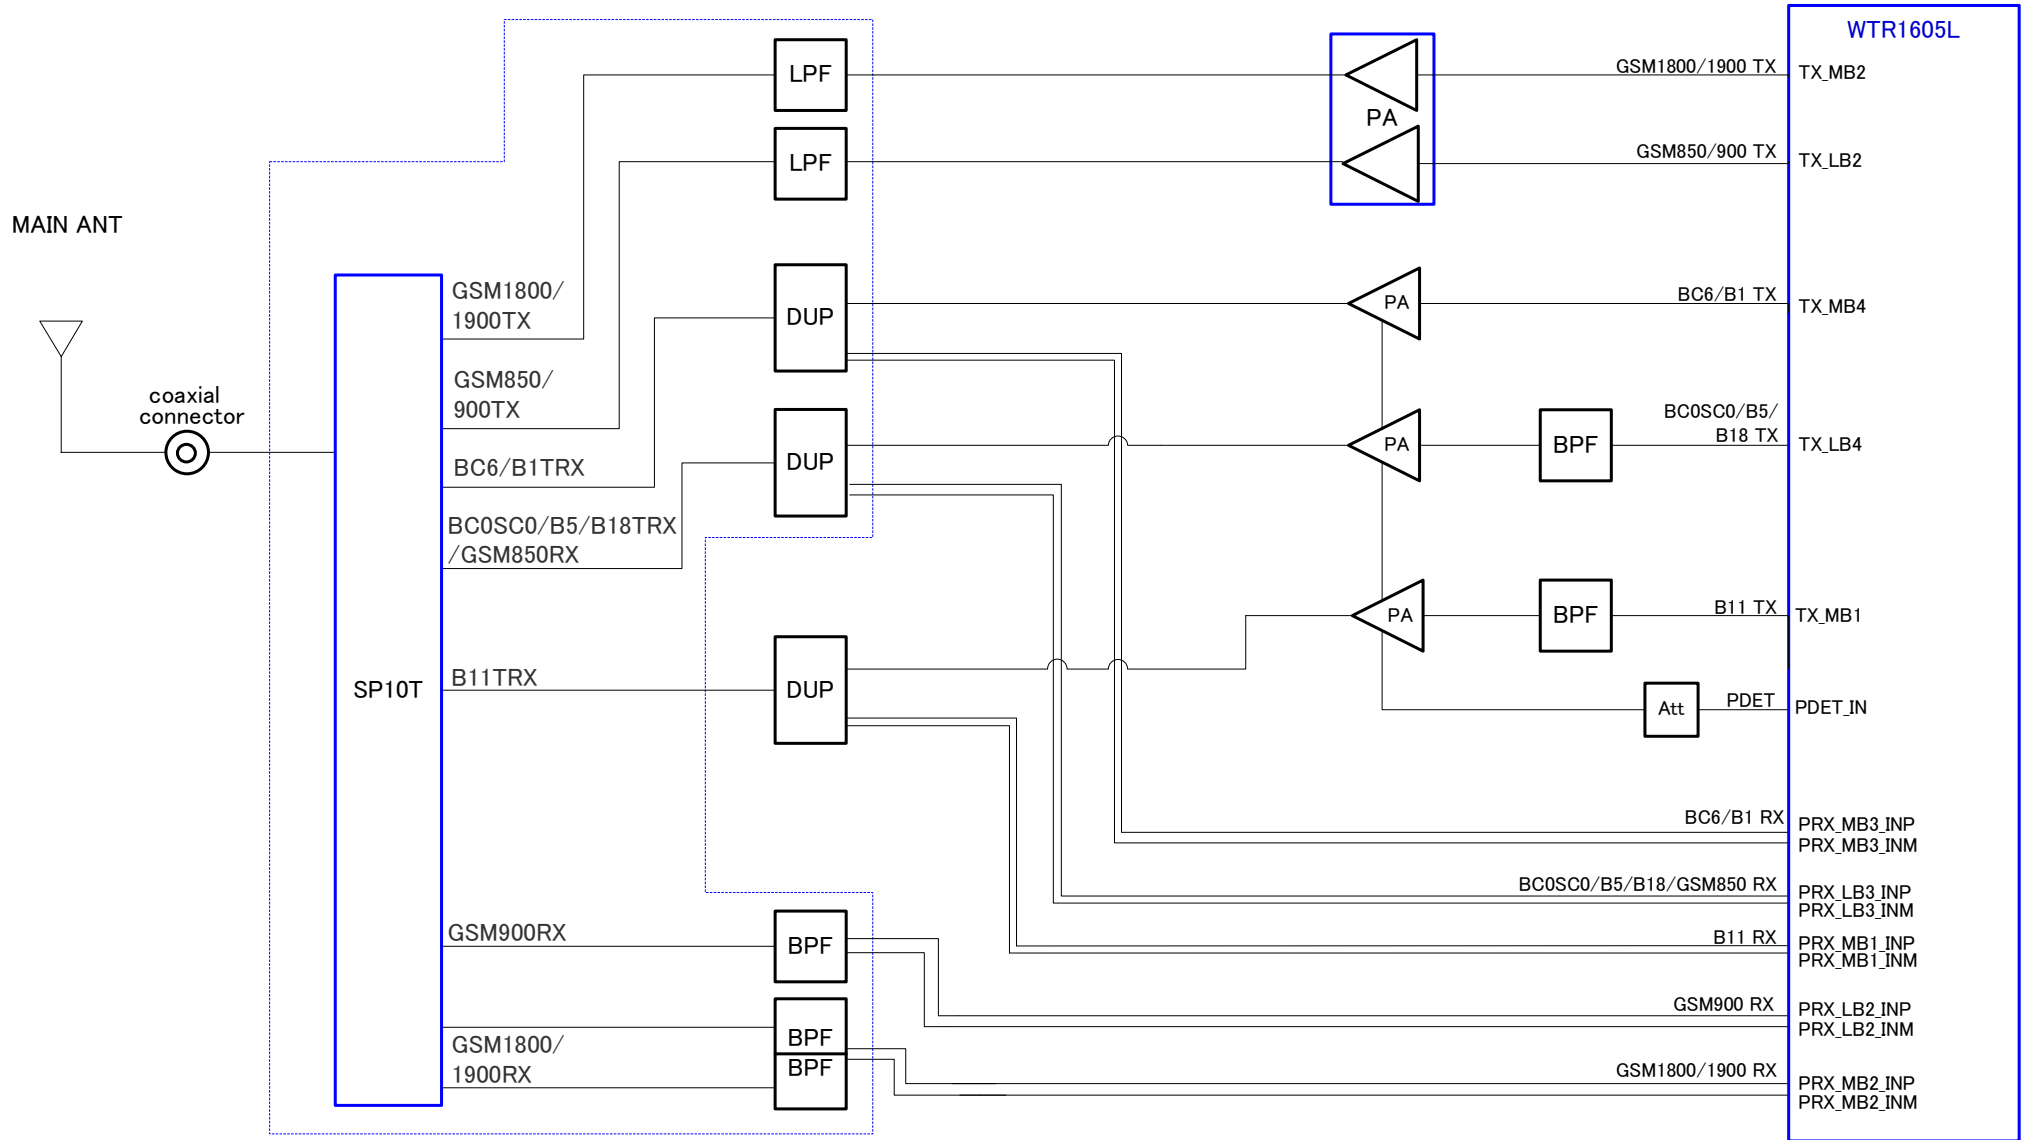 WTR1605L
LPF
GSM1800/1900 TX
TX_MB2
PA
LPF
GSM850/900 TX
TX_LB2
MAIN ANT
GSM1800/
1900TX
DUP
PA
BC6/B1 TX
TX_MB4
GSM850/
900TX
coaxial
connector
BC6/B1TRX
DUP
PA
BPF
BC0SC0/B5/
B18 TX
TX_LB4
BC0SC0/B5/B18TRX
/GSM850RX
PA
BPF
B11 TX
TX_MB1
SP10T
B11TRX
DUP
Att
PDET
PDET_IN
BC6/B1 RX
PRX_MB3_INP
PRX_MB3_INM
BC0SC0/B5/B18/GSM850 RX
PRX_LB3_INP
PRX_LB3_INM
GSM900RX
BPF
B11 RX
PRX_MB1_INP
PRX_MB1_INM
GSM900 RX
PRX_LB2_INP
PRX_LB2_INM
GSM1800/
1900RX
BPF
BPF
GSM1800/1900 RX
PRX_MB2_INP
PRX_MB2_INM